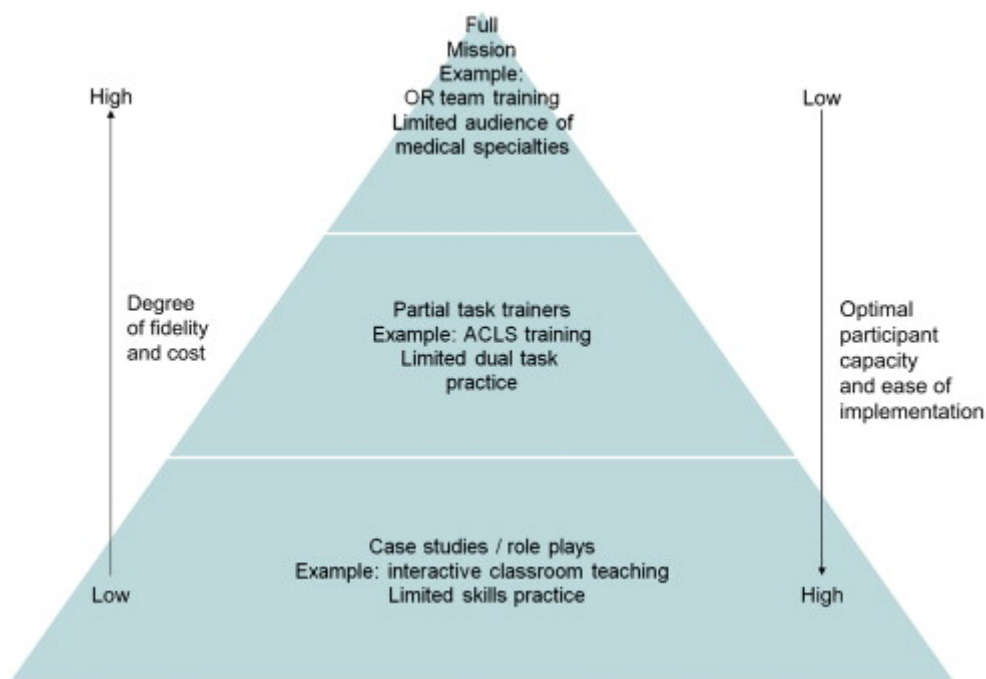 Full
Mission
Example:
OR team training
Limited audience of
medical specialties
High
Low
Degree
of fidelity
and cost
Partial task trainers
Example: ACLS training
Limited dual task
practice
Optimal
participant
capacity
and ease of
implementation
Case studies / role plays
Example: interactive classroom teaching
Limited skills practice
Low
High